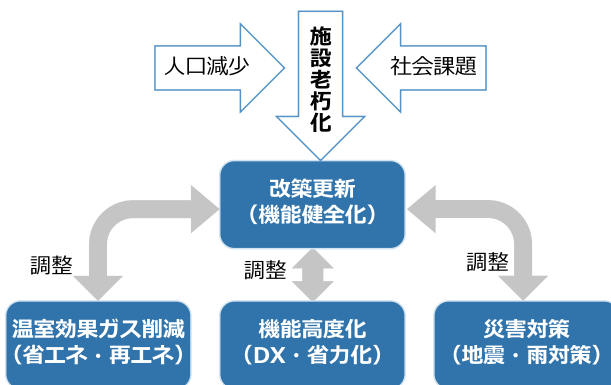 人口減少
施設老朽化
社会課題
改築更新
（機能健全化）
調整
調整
調整
温室効果ガス削減
（省エネ・再エネ）
機能高度化
（DX・省力化）
災害対策
（地震・雨対策）